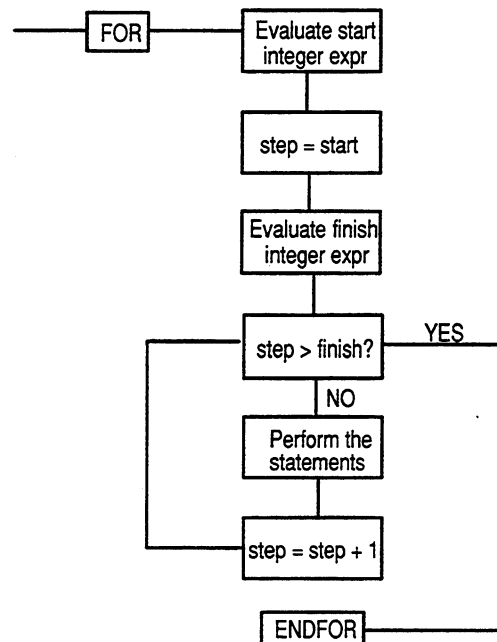 FOR
Evaluate start
integer expr
step = start
Evaluate finish
integer expr
step > finish?
YES
NO
Perform the
statements
step = step + 1
ENDFOR